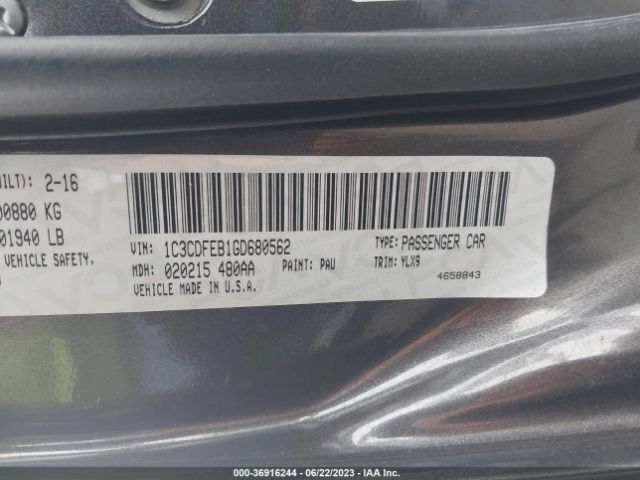 UILT): 2-16
00880 KG
01940 LB
VEHICLE SAFETY,
VIN: 1C3CDFEB1GD680562
TYPE: PASSENGER CAR
MDH: 020215 480AA
PAINT: PAU
TRIM: YLX9
VEHICLE MADE IN U.S.A.
4658843
000-36916244 - 06/22/2023 - IAA Inc.